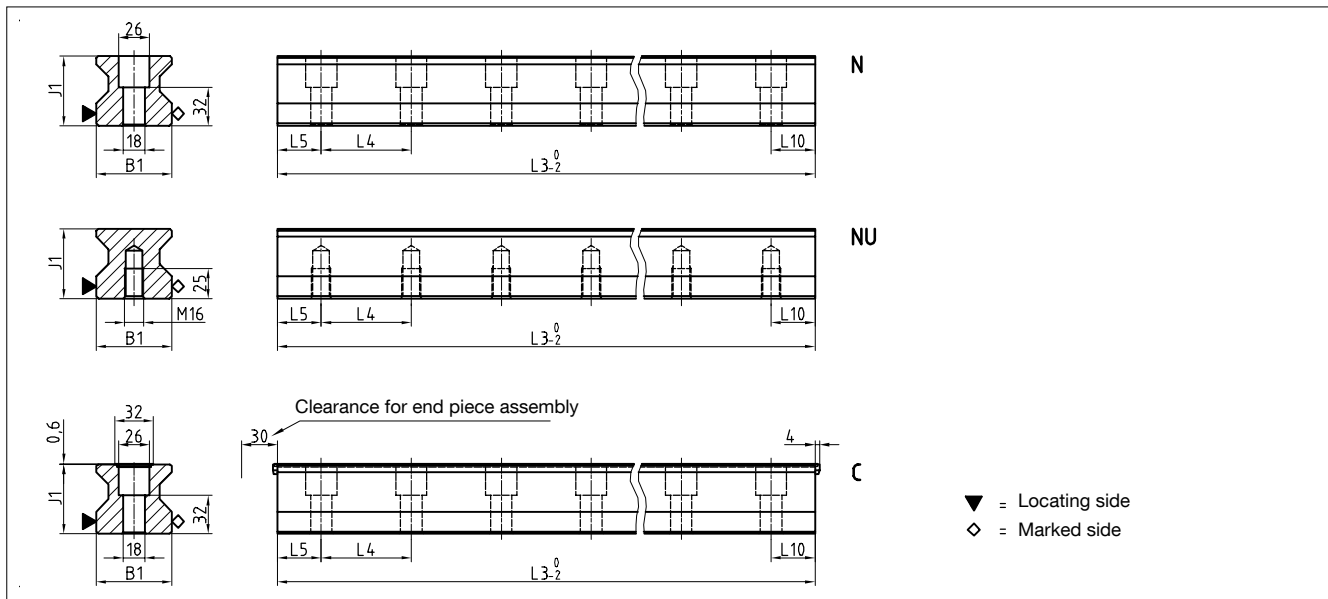 26
J1
32
18
B1
L5
L4
L10
L3 0 -2
N
J1
25
M16
B1
L5
L4
L10
L3 0 -2
NU
Clearance for end piece assembly
32
26
0,6
30
4
J1
32
18
B1
L5
L4
L10
L3 0 -2
C
= Locating side
= Marked side